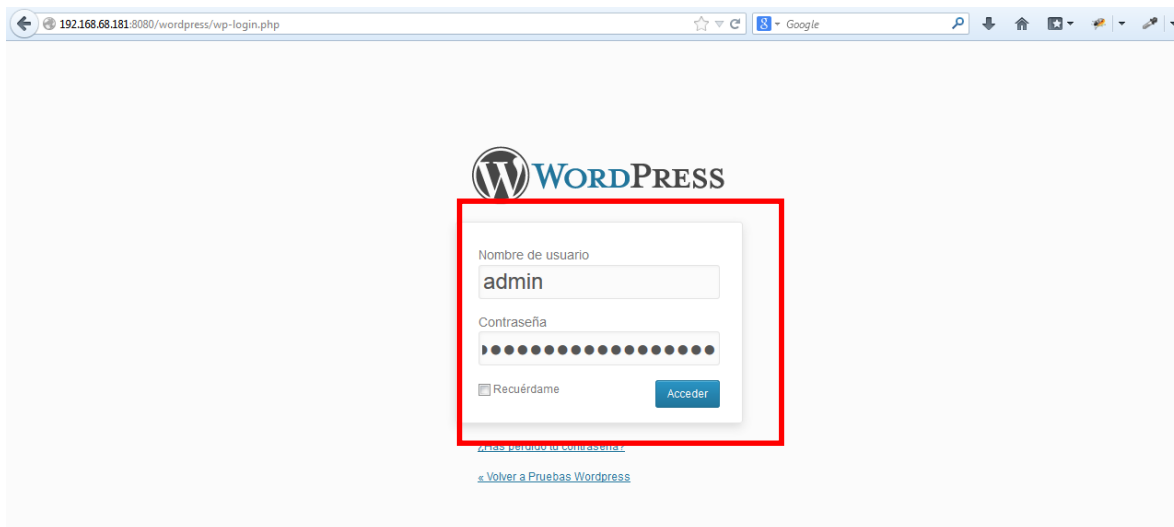 192.168.68.181:8080/wordpress/wp-login.php
8 Google
WORDPRESS
Nombre de usuario
admin
Contraseña
Recuérdame
Acceder
¿Has perdido tu contraseña?
« Volver a Pruebas Wordpress